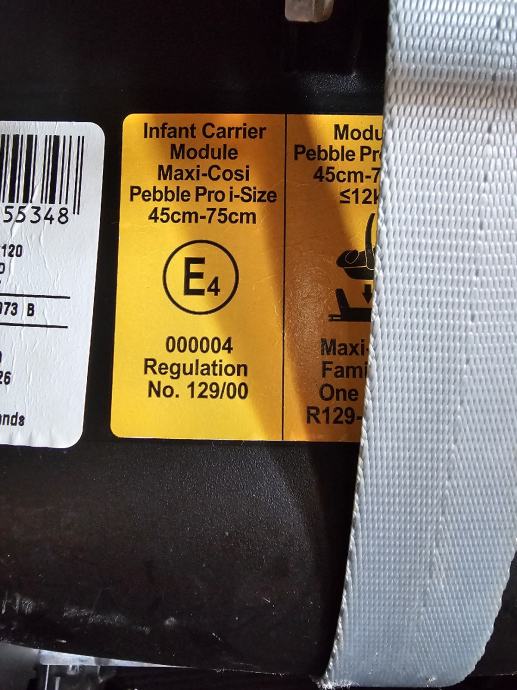 55348
120
073 B
26
ands
Infant Carrier
Module
Maxi-Cosi
Pebble Pro i-Size
45cm-75cm
E4
000004
Regulation
No. 129/00
Modu
Pebble Pro
45cm-7
≤12k
Maxi-
Fami
One
R129-